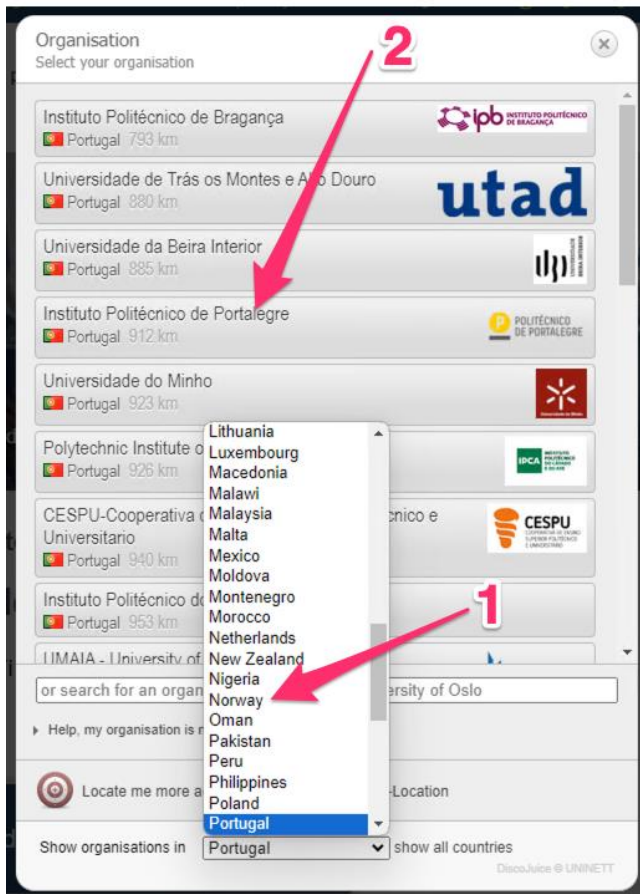 Organisation
Select your organisation
2
Instituto Politécnico de Bragança
Portugal 793 km
ipb INSTITUTO POLITÉCNICO
DE BRAGANÇA
Universidade de Trás os Montes e Alto Douro
Portugal 880 km
utad
Universidade da Beira Interior
Portugal 885 km
Instituto Politécnico de Portalegre
Portugal 912 km
POLITÉCNICO
DE PORTALEGRE
Universidade do Minho
Portugal 923 km
Polytechnic Institute o
Portugal 926 km
IPCA
CESPU-Cooperativa cnico e
Universitario
Portugal 940 km
CESPU
Instituto Politécnico do
Portugal 953 km
UMAIA - University of
Lithuania
Luxembourg
Macedonia
Malawi
Malaysia
Malta
Mexico
Moldova
Montenegro
Morocco
Netherlands
New Zealand
Nigeria
Norway
Oman
Pakistan
Peru
Philippines
Poland
Portugal
1
or search for an organ rsity of Oslo
Help, my organisation is n
Locate me more a -Location
Show organisations in Portugal show all countries
DiscoJuice © UNINETT